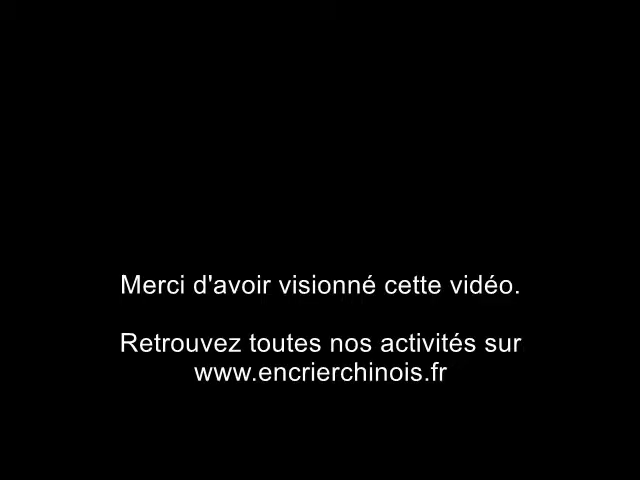 Merci d'avoir visionné cette vidéo.
Retrouvez toutes nos activités sur
www.encrierchinois.fr